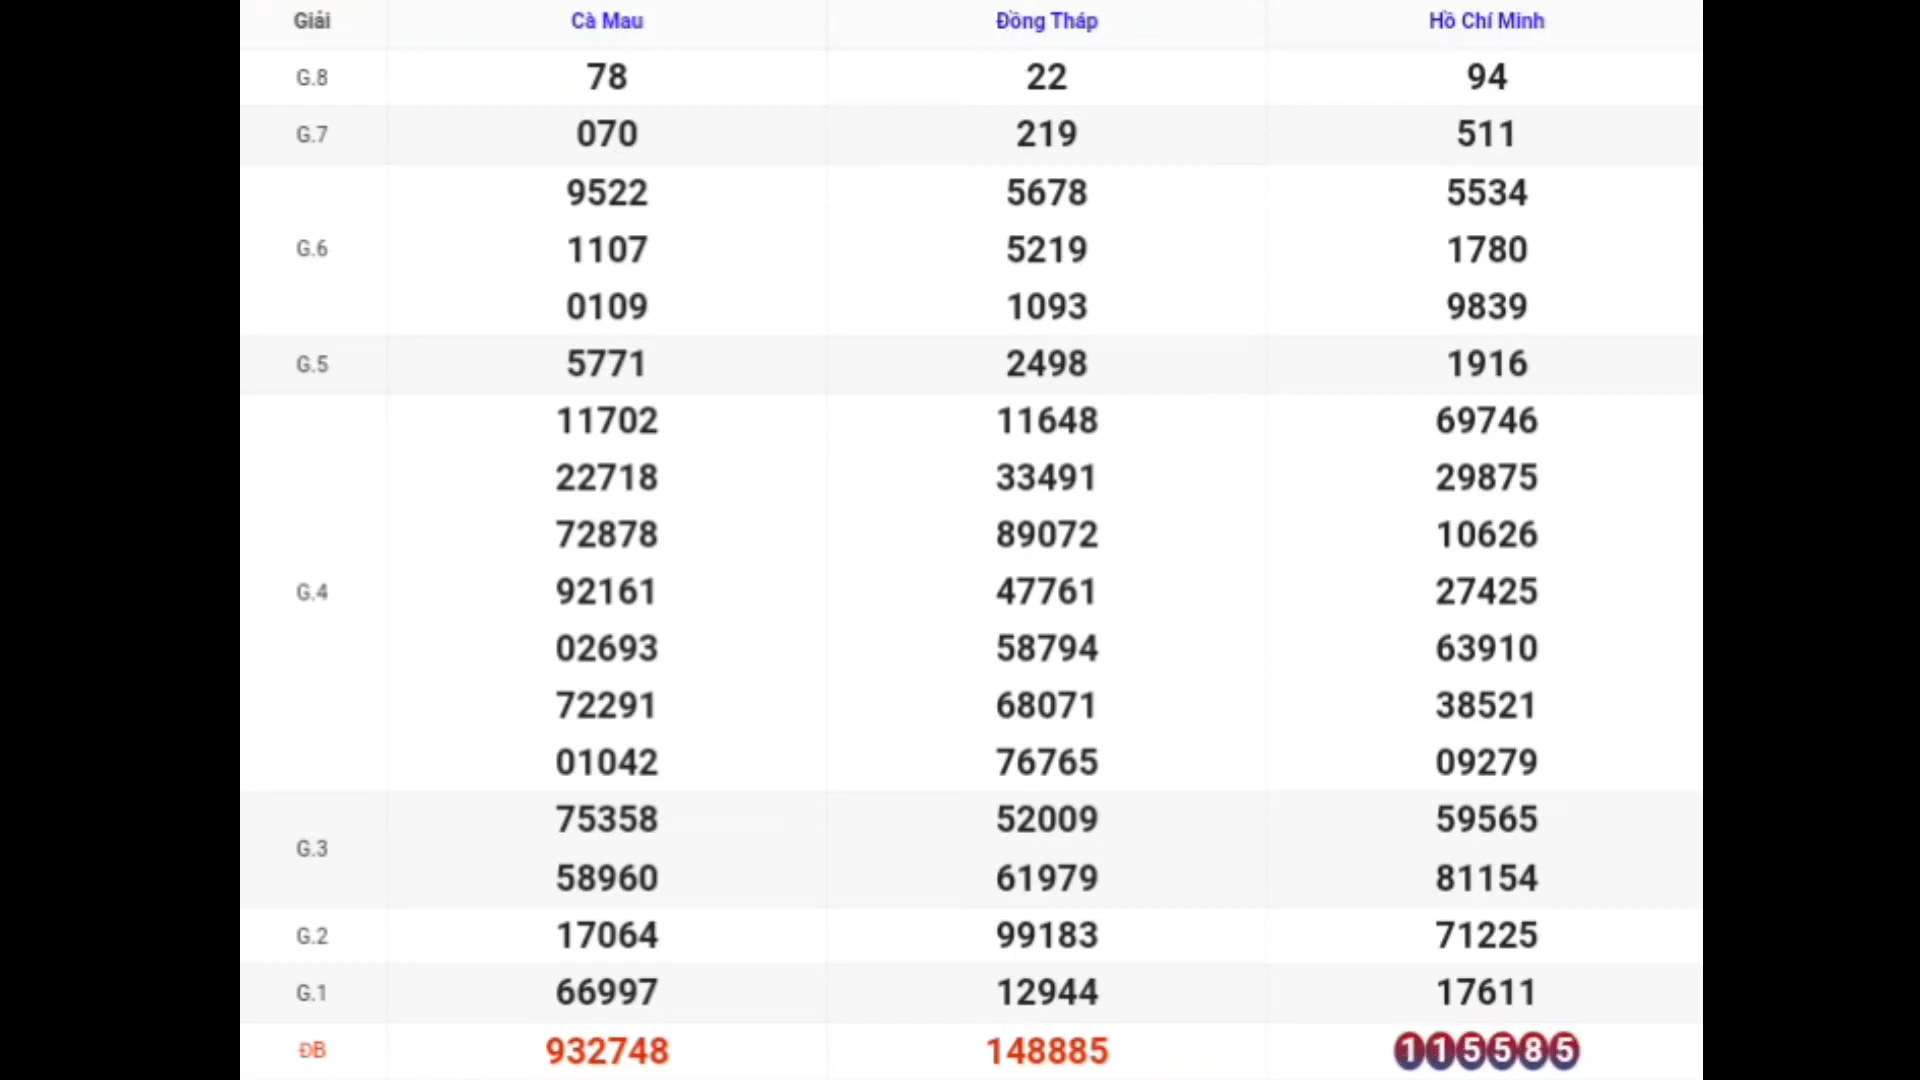 Giải Cà Mau Đồng Tháp Hồ Chí Minh
G.8 78 22 94
G.7 070 219 511
9522 5678 5534
G.6 1107 5219 1780
0109 1093 9839
G.5 5771 2498 1916
11702 11648 69746
22718 33491 29875
72878 89072 10626
G.4 92161 47761 27425
02693 58794 63910
72291 68071 38521
01042 76765 09279
75358 52009 59565
G.3
58960 61979 81154
G.2 17064 99183 71225
G.1 66997 12944 17611
ĐB 932748 148885 115585